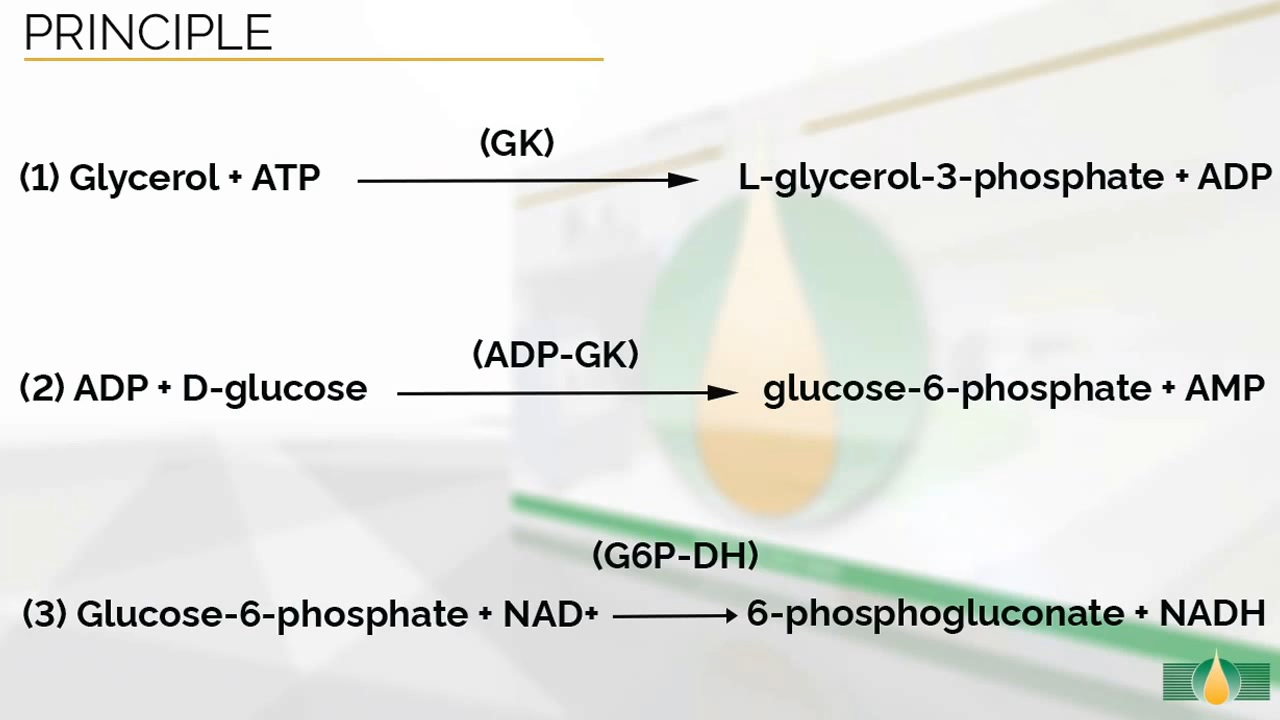 PRINCIPLE
(GK)
(1) Glycerol + ATP L-glycerol-3-phosphate + ADP
(ADP-GK)
(2) ADP + D-glucose glucose-6-phosphate + AMP
(G6P-DH)
(3) Glucose-6-phosphate + NAD+ 6-phosphogluconate + NADH